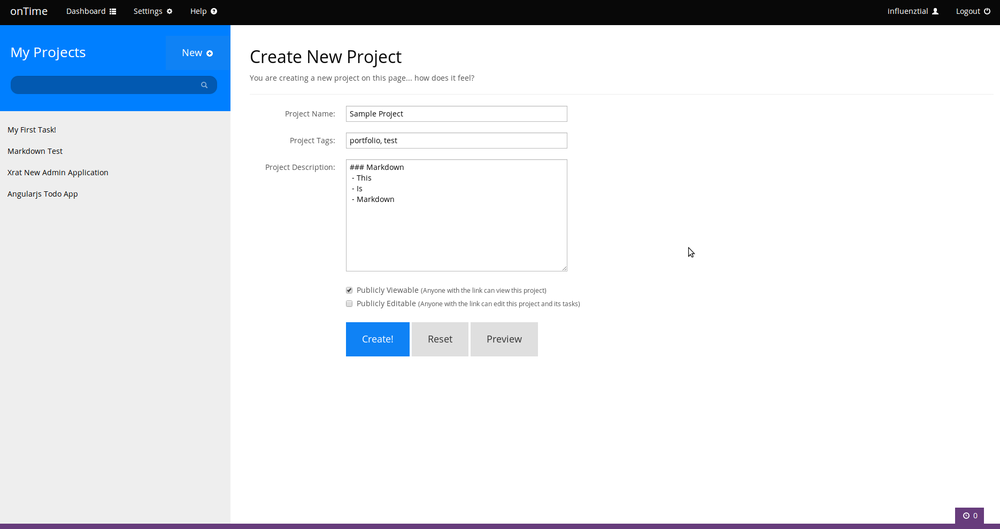 onTime Dashboard Settings Help influenztial Logout
My Projects New
My First Task!
Markdown Test
Xrat New Admin Application
Angularjs Todo App
Create New Project
You are creating a new project on this page... how does it feel?
Project Name: Sample Project
Project Tags: portfolio, test
Project Description: ### Markdown
- This
- Is
- Markdown
Publicly Viewable (Anyone with the link can view this project)
Publicly Editable (Anyone with the link can edit this project and its tasks)
Create! Reset Preview
0